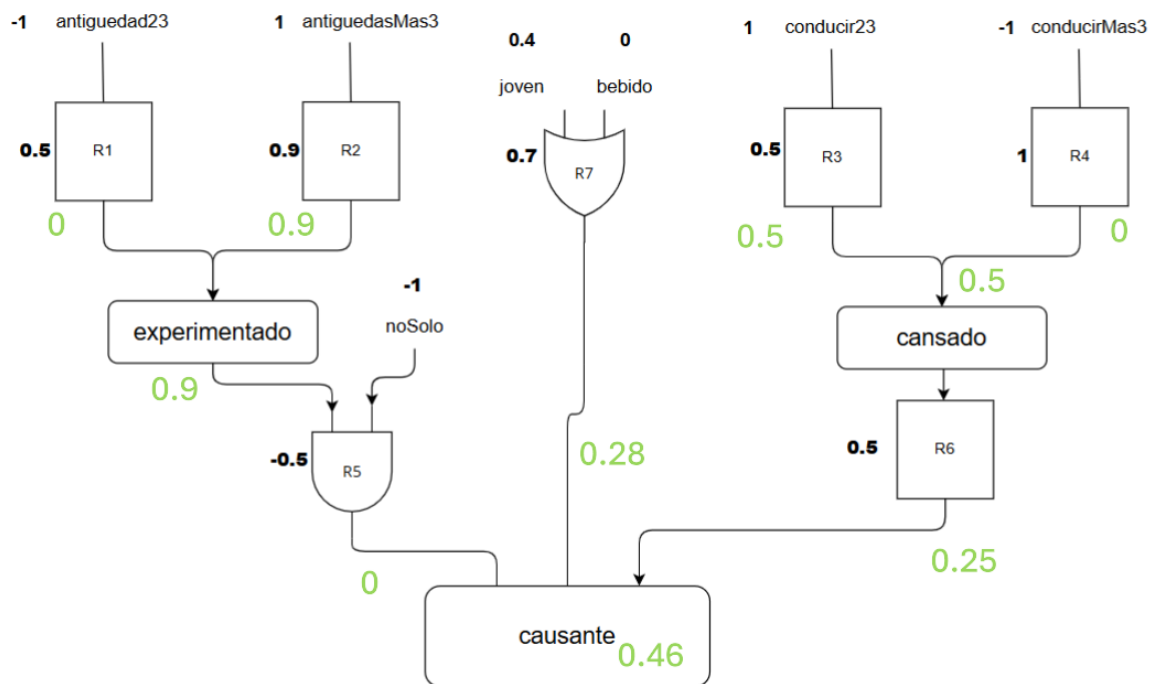 -1 antiguedad23
1 antiguedasMas3
0.4 0
joven bebido
1 conducir23
-1 conducirMas3
0.5 R1
0.9 R2
0.7 R7
0.5 R3
1 R4
0
0.9
0.5
0
0.5
-1
noSolo
experimentado
cansado
0.9
-0.5 R5
0.28
0.5 R6
0
0.25
causante 0.46